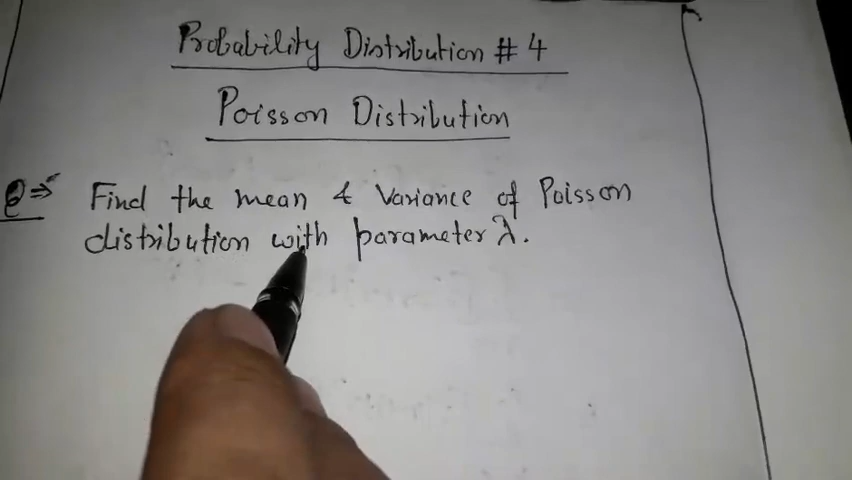 Probability Distribution # 4
Poisson Distribution
Q⇒ Find the mean & Variance of Poisson
distribution with parameter λ.